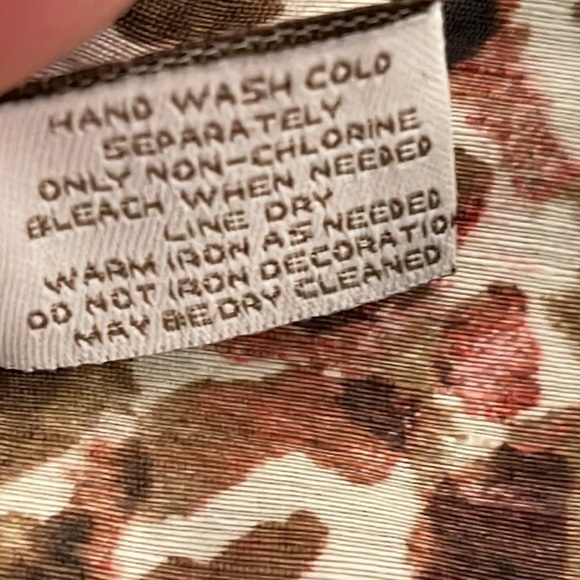 HAND WASH COLD
SEPARATELY
ONLY NON-CHLORINE
BLEACH WHEN NEEDED
LINE DRY
WARM IRON AS NEEDED
DO NOT IRON DECORATIO
MAY BE DRY CLEANED